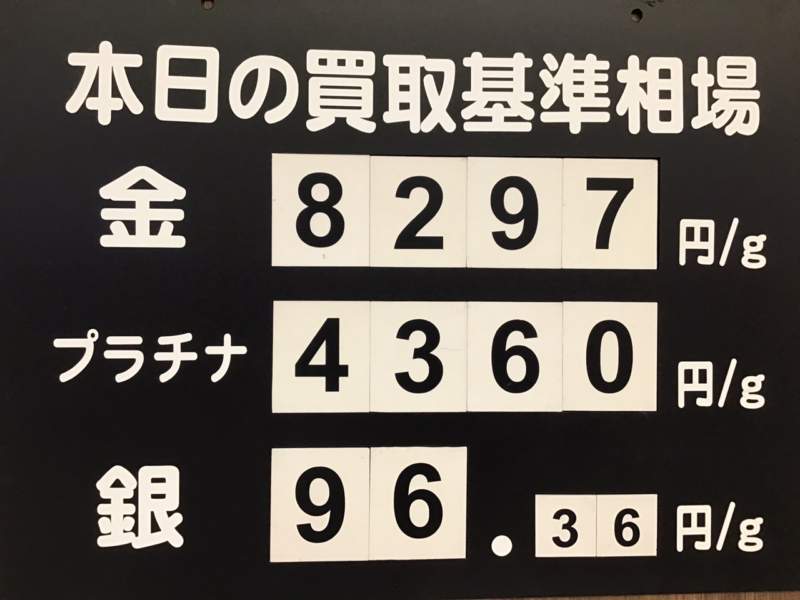 本日の買取基準相場
金 8297 円/g
プラチナ 4360 円/g
銀 96.36 円/g